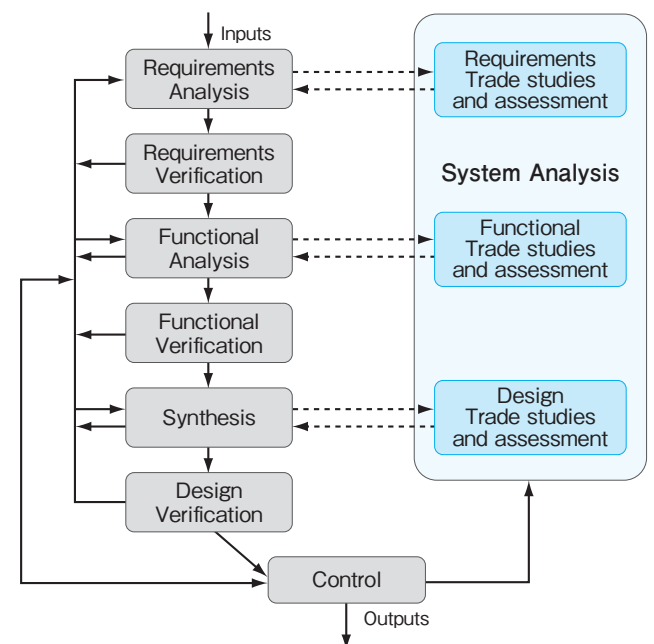 Inputs
Requirements
Analysis
Requirements
Trade studies
and assessment
Requirements
Verification
System Analysis
Functional
Analysis
Functional
Trade studies
and assessment
Functional
Verification
Synthesis
Design
Trade studies
and assessment
Design
Verification
Control
Outputs